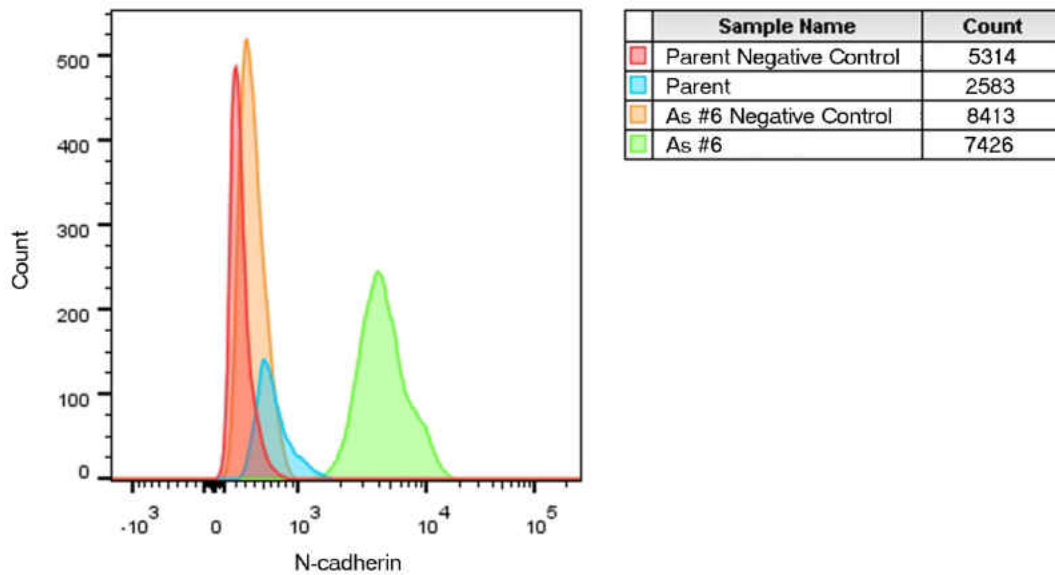 Count
500
400
300
200
100
0
-10³ 0 10³ 10⁴ 10⁵
N-cadherin
Sample Name Count
Parent Negative Control 5314
Parent 2583
As #6 Negative Control 8413
As #6 7426